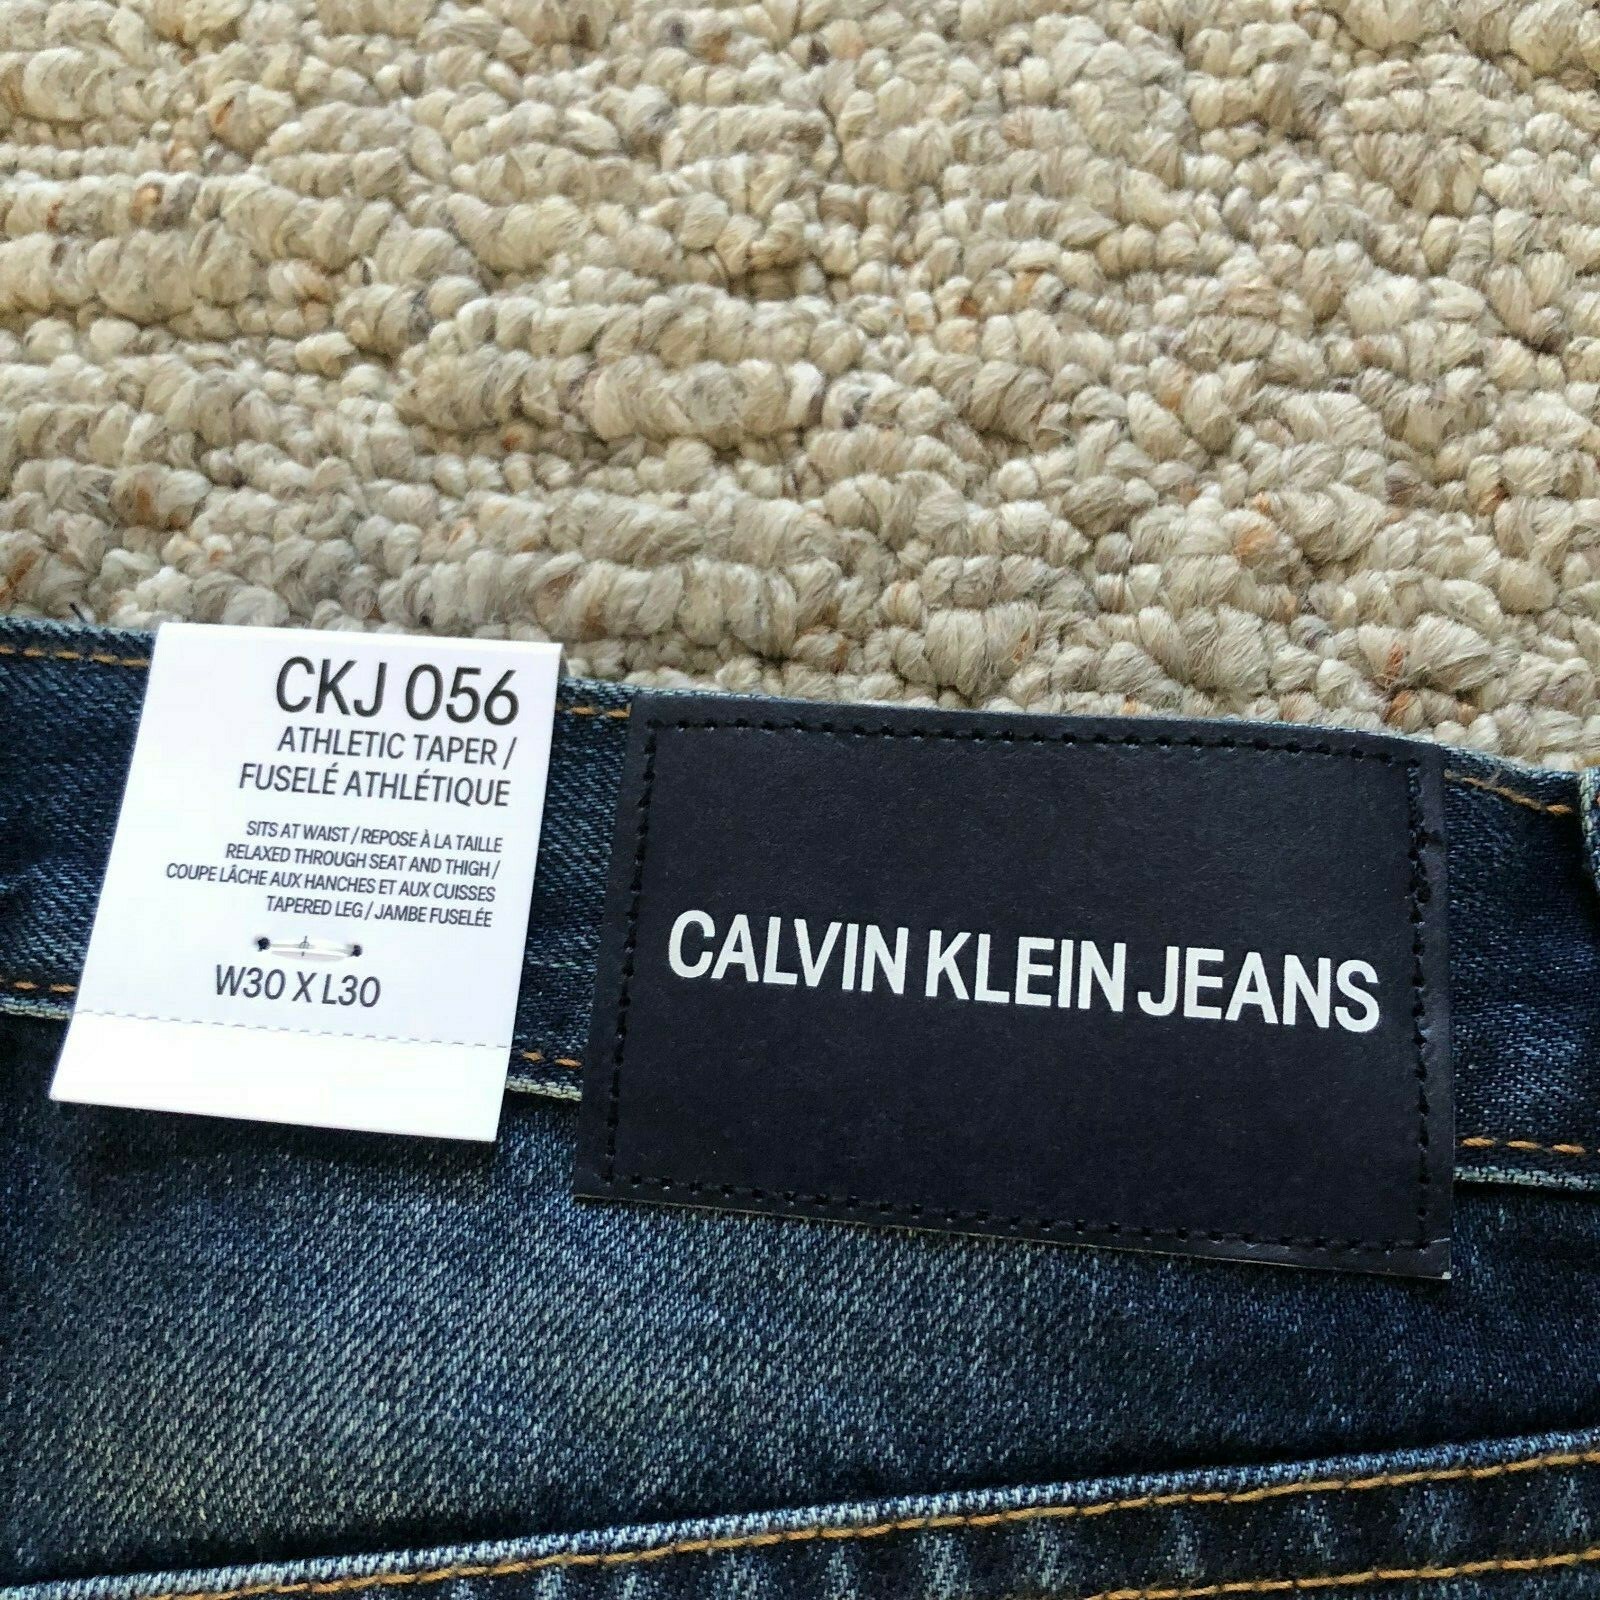 CKJ 056
ATHLETIC TAPER /
FUSELÉ ATHLÉTIQUE
SITS AT WAIST / REPOSE À LA TAILLE
RELAXED THROUGH SEAT AND THIGH /
COUPE LÂCHE AUX HANCHES ET AUX CUISSES
TAPERED LEG / JAMBE FUSELÉE
W30 X L30
CALVIN KLEIN JEANS